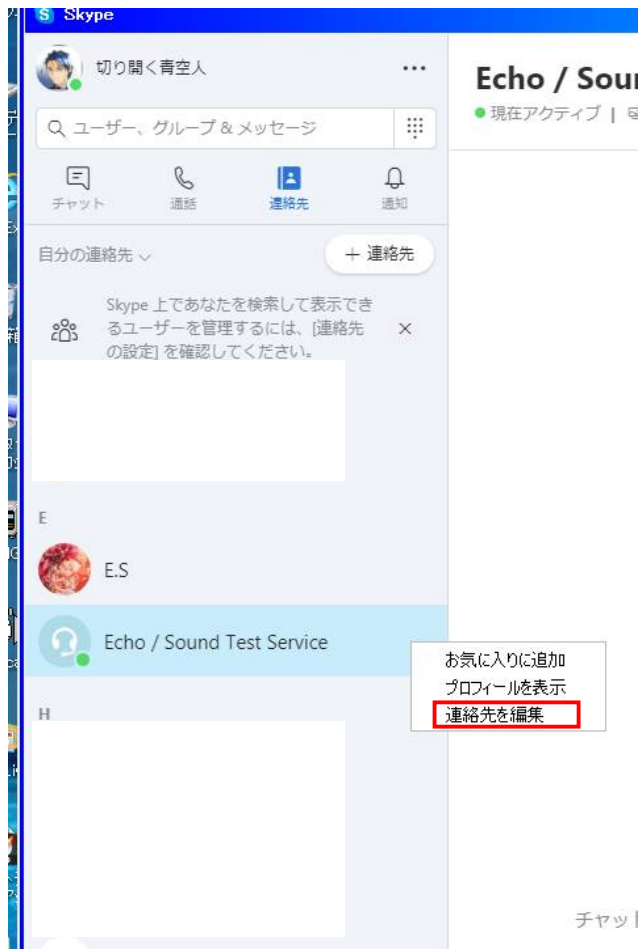 Skype
切り開く青空人
Echo / Soun
現在アクティブ |
ユーザー、グループ & メッセージ
チャット 通話 連絡先 通知
自分の連絡先
+ 連絡先
Skype 上であなたを検索して表示でき
るユーザーを管理するには、[連絡先
の設定] を確認してください。
E
E.S
Echo / Sound Test Service
お気に入りに追加
プロフィールを表示
連絡先を編集
H
チャット